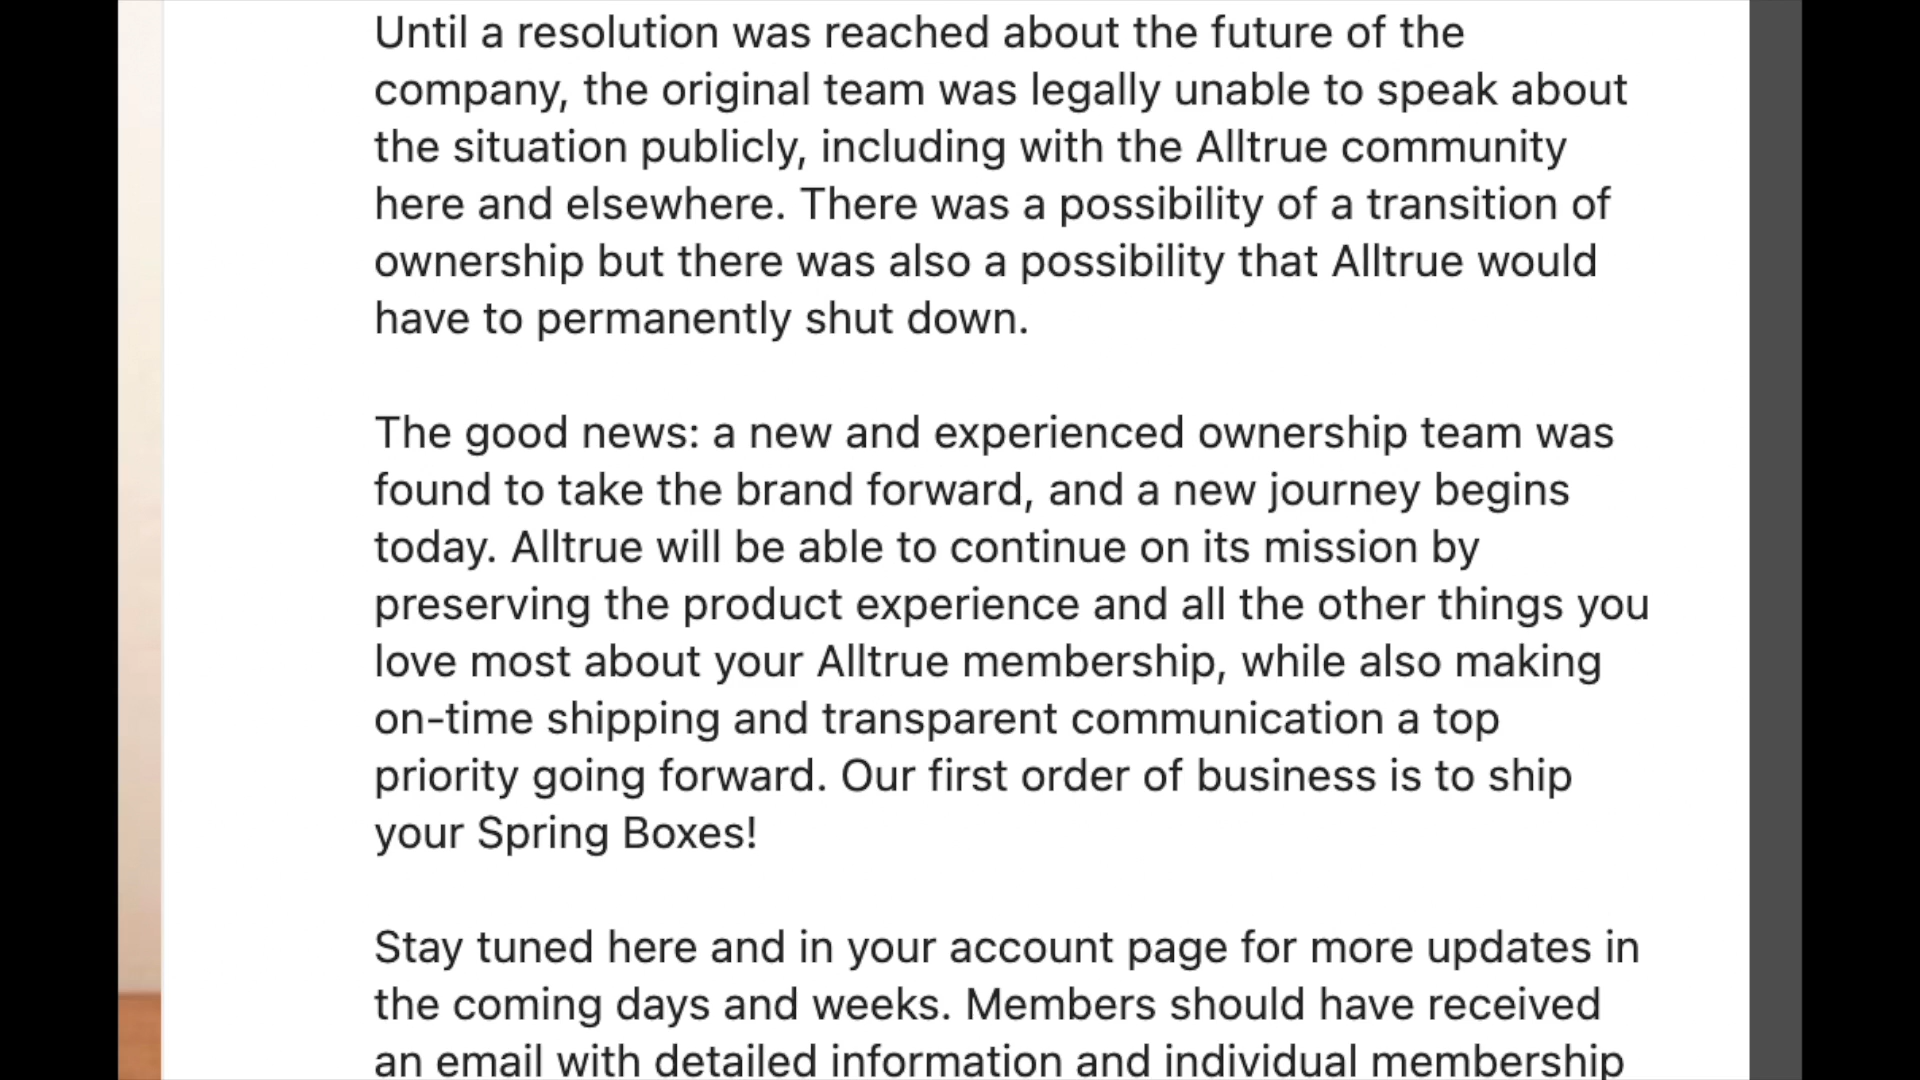 Until a resolution was reached about the future of the
company, the original team was legally unable to speak about
the situation publicly, including with the Alltrue community
here and elsewhere. There was a possibility of a transition of
ownership but there was also a possibility that Alltrue would
have to permanently shut down.
The good news: a new and experienced ownership team was
found to take the brand forward, and a new journey begins
today. Alltrue will be able to continue on its mission by
preserving the product experience and all the other things you
love most about your Alltrue membership, while also making
on-time shipping and transparent communication a top
priority going forward. Our first order of business is to ship
your Spring Boxes!
Stay tuned here and in your account page for more updates in
the coming days and weeks. Members should have received
an email with detailed information and individual membership